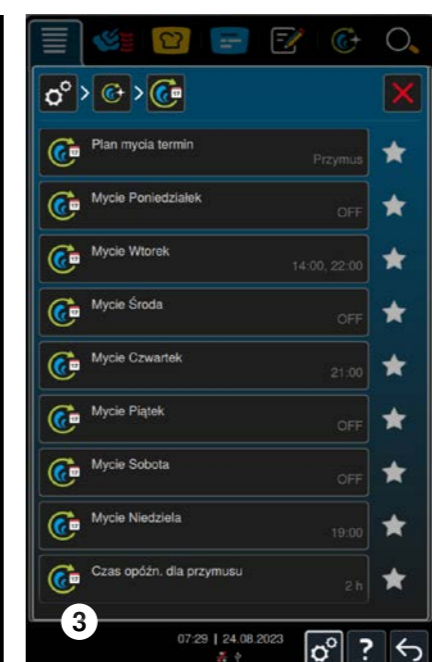 Plan mycia termin
Przymus
Mycie Poniedziałek
OFF
Mycie Wtorek
14:00, 22:00
Mycie Środa
OFF
Mycie Czwartek
21:00
Mycie Piątek
OFF
Mycie Sobota
OFF
Mycie Niedziela
19:00
Czas opóźn. dla przymusu
2 h
3
07:29 | 24.08.2023
?